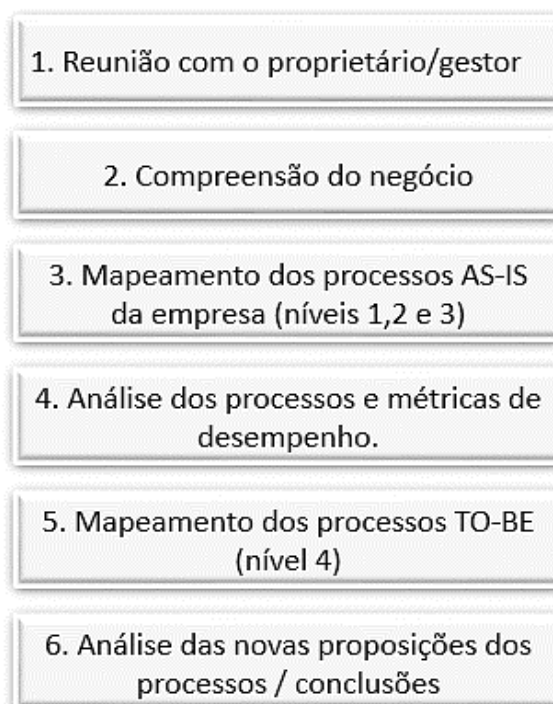 1. Reunião com o proprietário/gestor
2. Compreensão do negócio
3. Mapeamento dos processos AS-IS
da empresa (níveis 1,2 e 3)
4. Análise dos processos e métricas de
desempenho.
5. Mapeamento dos processos TO-BE
(nível 4)
6. Análise das novas proposições dos
processos / conclusões